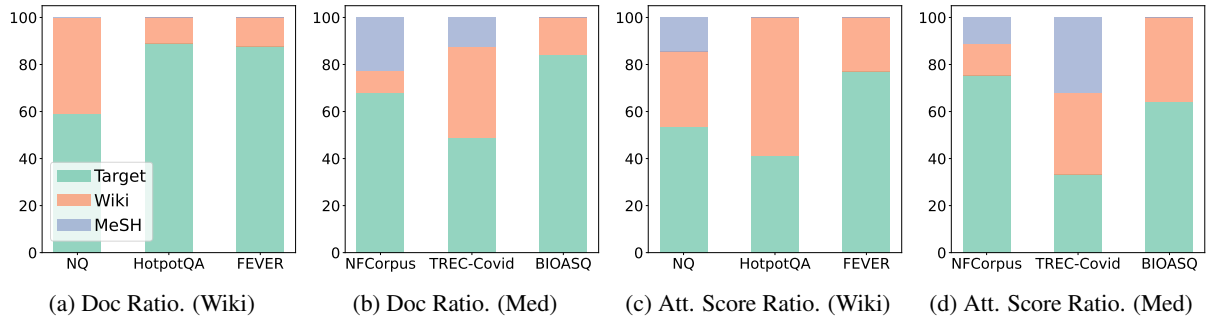 100
80
60
40
20
0
Target
Wiki
MeSH
NQ HotpotQA FEVER
(a) Doc Ratio. (Wiki)
100
80
60
40
20
0
NFCorpus TREC-Covid BIOASQ
(b) Doc Ratio. (Med)
100
80
60
40
20
0
NQ HotpotQA FEVER
(c) Att. Score Ratio. (Wiki)
100
80
60
40
20
0
NFCorpus TREC-Covid BIOASQ
(d) Att. Score Ratio. (Med)